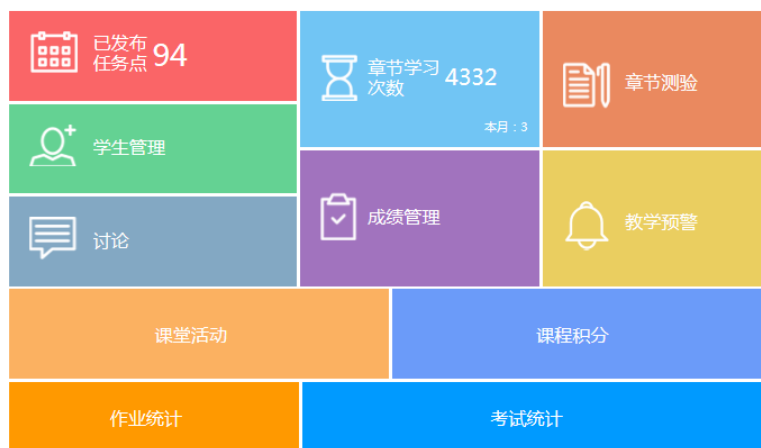 已发布
任务点 94
章节学习
次数 4332
本月：3
章节测验
学生管理
成绩管理
教学预警
讨论
课堂活动
课程积分
作业统计
考试统计